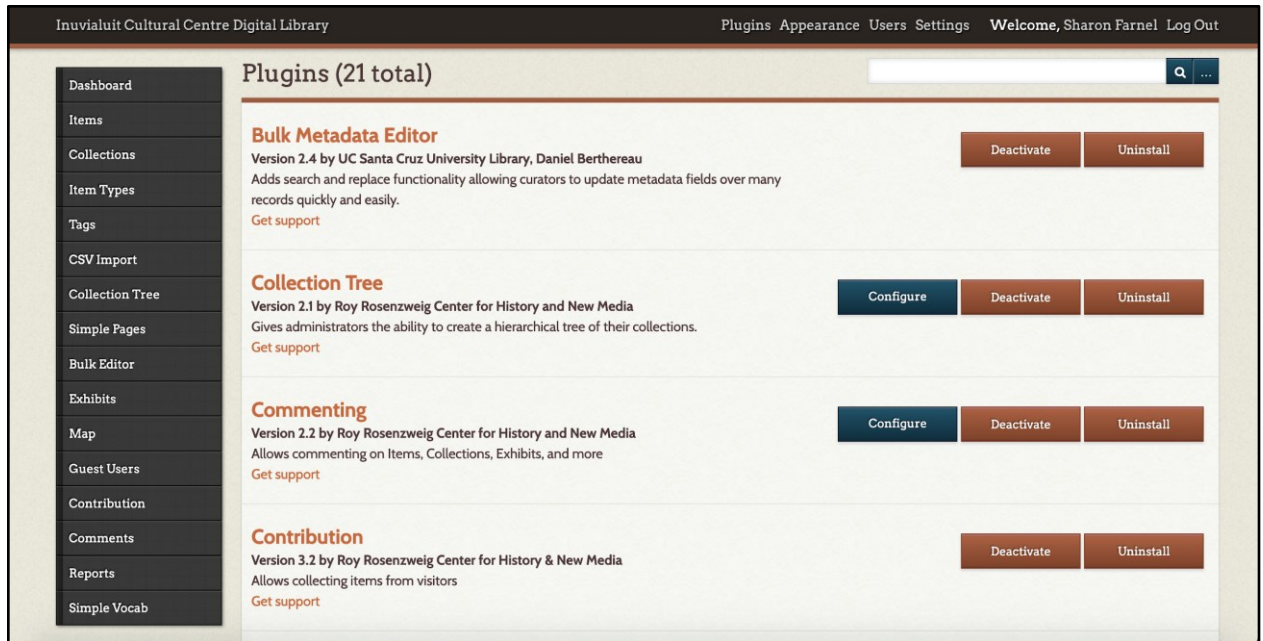 Inuvialuit Cultural Centre Digital Library
Plugins Appearance Users Settings Welcome, Sharon Farnel Log Out
Dashboard
Items
Collections
Item Types
Tags
CSV Import
Collection Tree
Simple Pages
Bulk Editor
Exhibits
Map
Guest Users
Contribution
Comments
Reports
Simple Vocab
Plugins (21 total)
...
Bulk Metadata Editor
Version 2.4 by UC Santa Cruz University Library, Daniel Berthereau
Adds search and replace functionality allowing curators to update metadata fields over many
records quickly and easily.
Get support
Deactivate Uninstall
Collection Tree
Version 2.1 by Roy Rosenzweig Center for History and New Media
Gives administrators the ability to create a hierarchical tree of their collections.
Get support
Configure Deactivate Uninstall
Commenting
Version 2.2 by Roy Rosenzweig Center for History and New Media
Allows commenting on Items, Collections, Exhibits, and more
Get support
Configure Deactivate Uninstall
Contribution
Version 3.2 by Roy Rosenzweig Center for History & New Media
Allows collecting items from visitors
Get support
Deactivate Uninstall